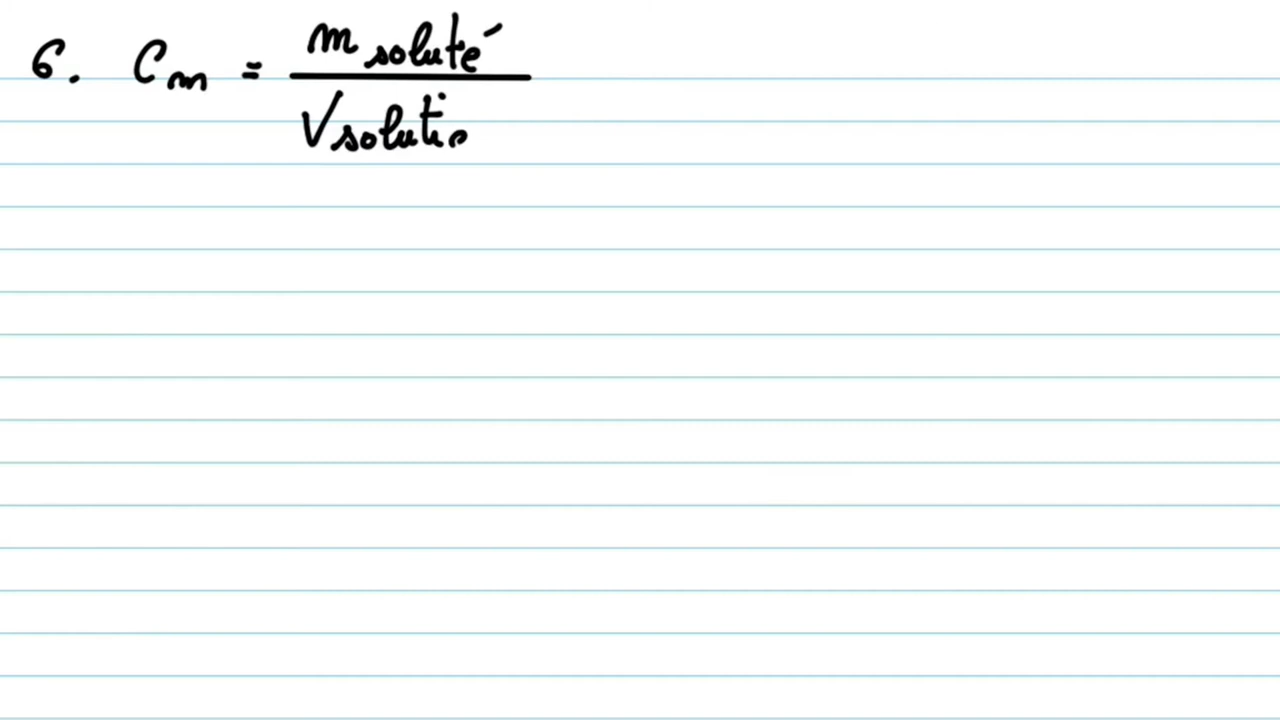 6. Cm = m soluté / V solutio